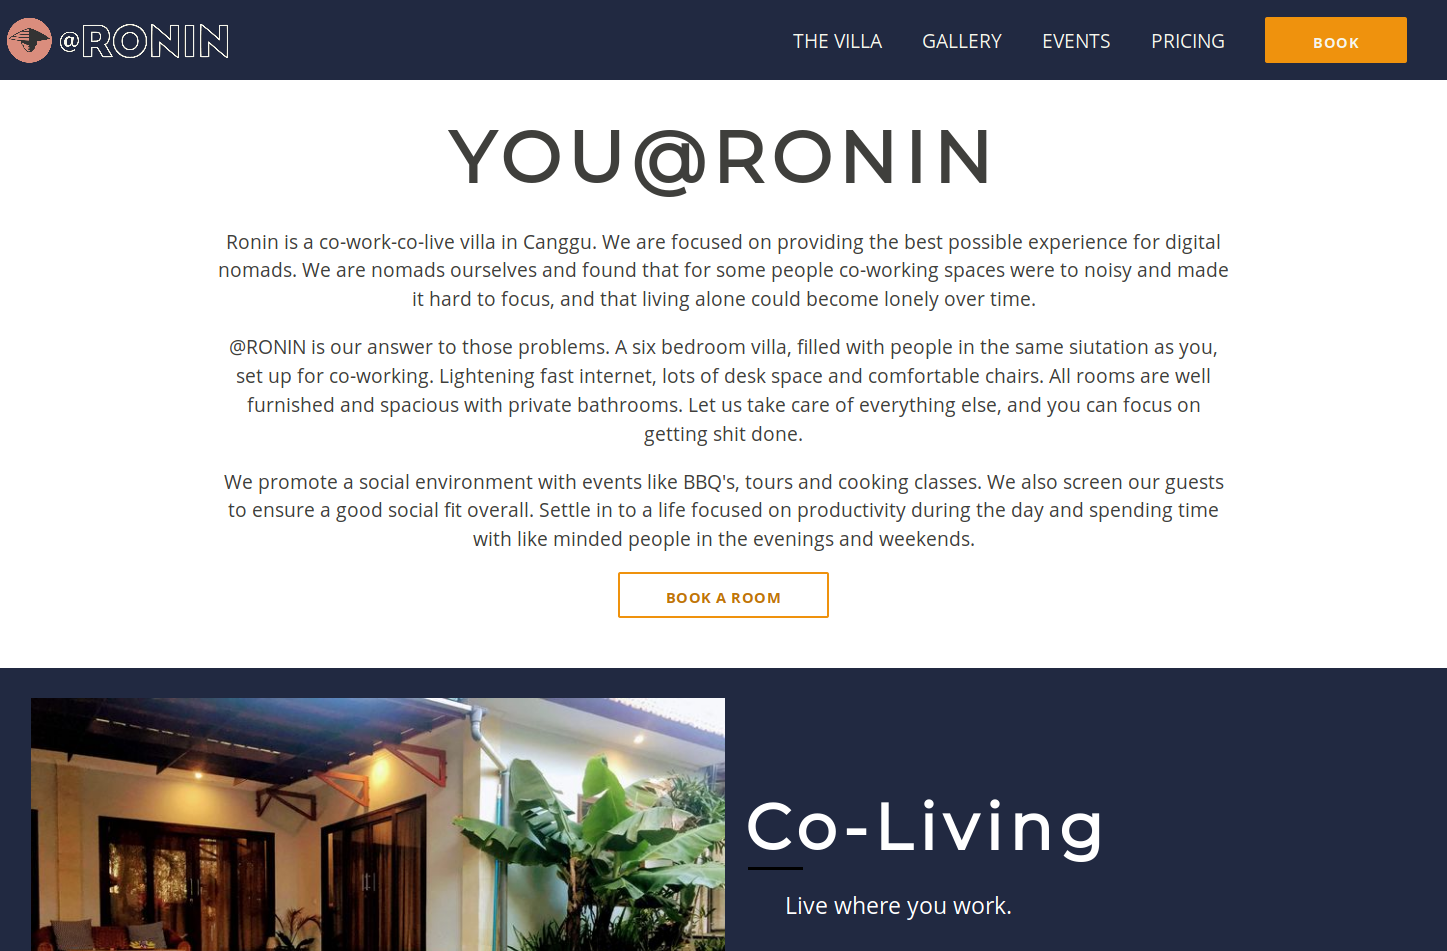 @RONIN
THE VILLA
GALLERY
EVENTS
PRICING
BOOK
YOU@RONIN
Ronin is a co-work-co-live villa in Canggu. We are focused on providing the best possible experience for digital
nomads. We are nomads ourselves and found that for some people co-working spaces were to noisy and made
it hard to focus, and that living alone could become lonely over time.
@RONIN is our answer to those problems. A six bedroom villa, filled with people in the same siutation as you,
set up for co-working. Lightening fast internet, lots of desk space and comfortable chairs. All rooms are well
furnished and spacious with private bathrooms. Let us take care of everything else, and you can focus on
getting shit done.
We promote a social environment with events like BBQ's, tours and cooking classes. We also screen our guests
to ensure a good social fit overall. Settle in to a life focused on productivity during the day and spending time
with like minded people in the evenings and weekends.
BOOK A ROOM
Co-Living
Live where you work.